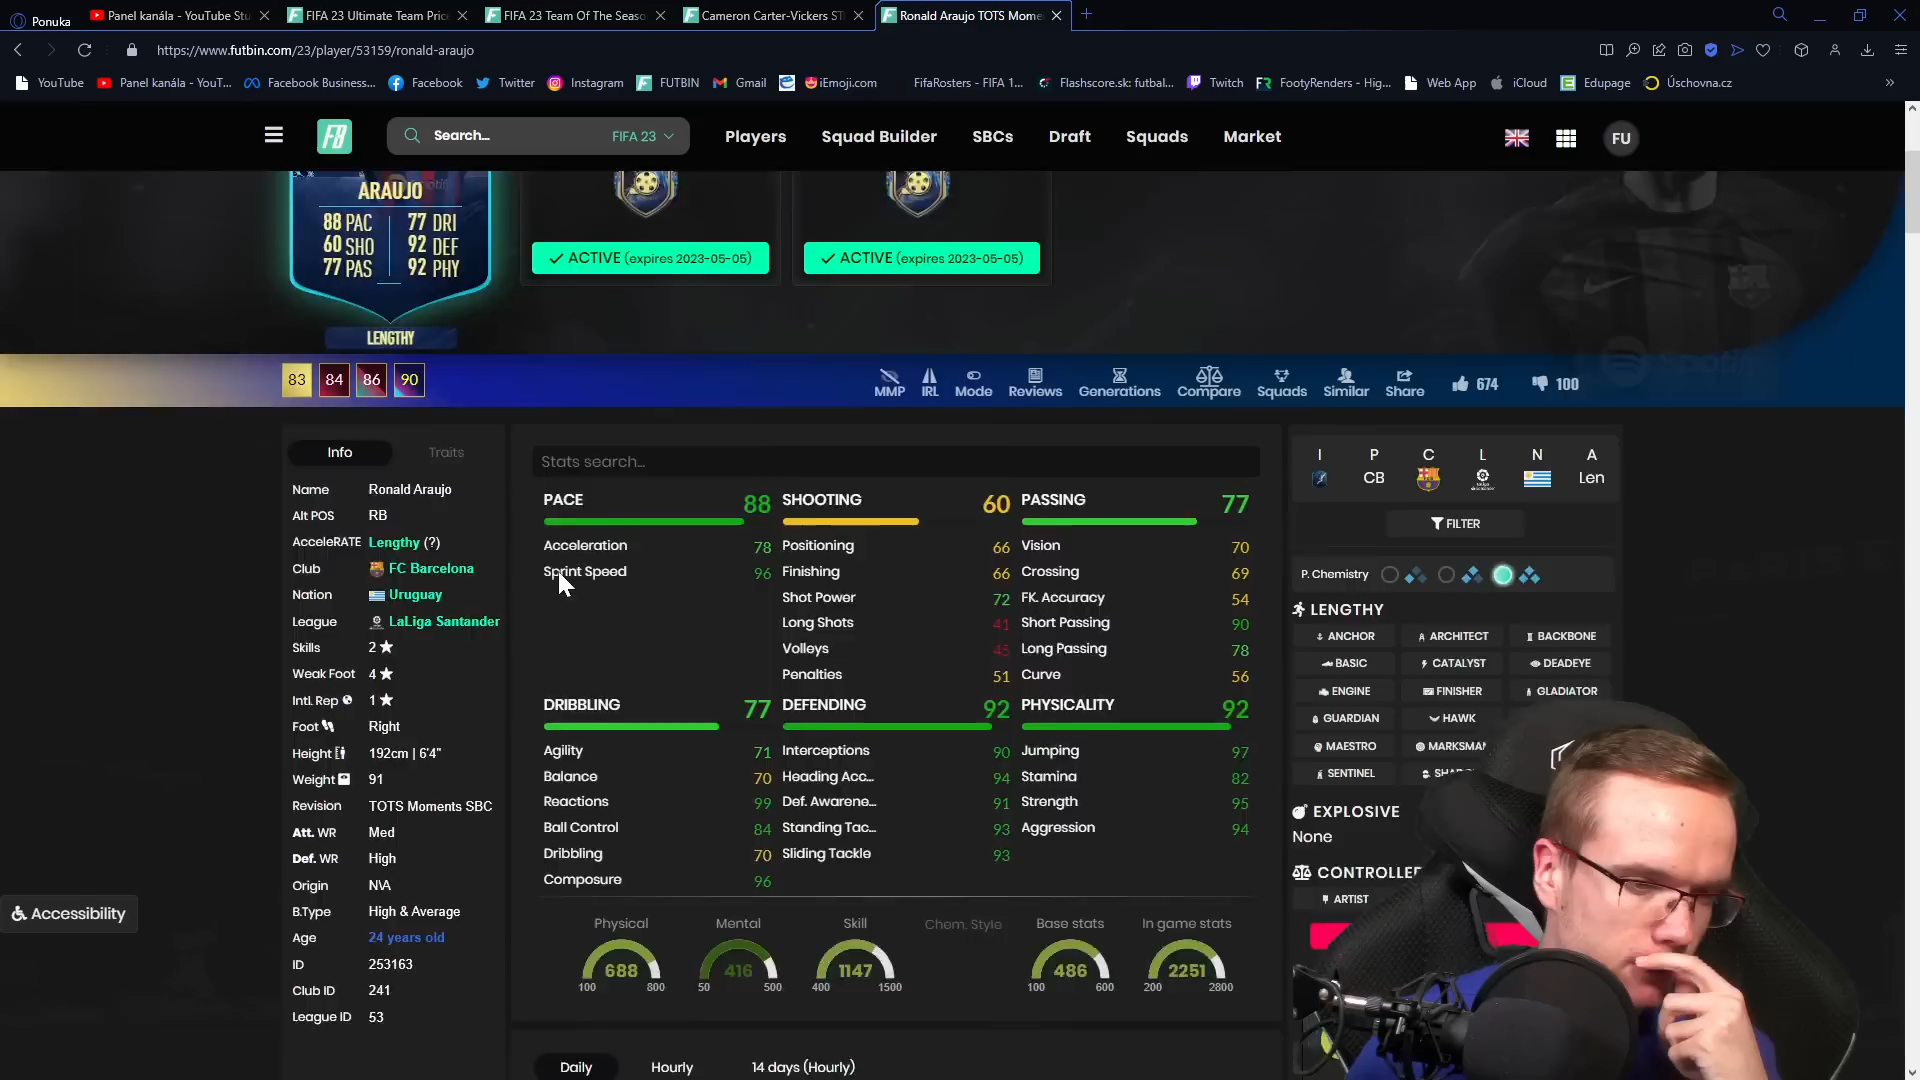 Ponuka
Panel kanála - YouTube Stu
FIFA 23 Ultimate Team Price
FIFA 23 Team Of The Seaso
Cameron Carter-Vickers ST
Ronald Araujo TOTS Mome
https://www.futbin.com/23/player/53159/ronald-araujo
YouTube
Panel kanála - YouT...
Facebook Business...
Facebook
Twitter
Instagram
FUTBIN
Gmail
iEmoji.com
FifaRosters - FIFA 1...
Flashscore.sk: futbal...
Twitch
FootyRenders - Hig...
Web App
iCloud
Edupage
Úschovna.cz
Search...
FIFA 23
Players
Squad Builder
SBCs
Draft
Squads
Market
FU
ARAUJO
88 PAC 77 DRI
60 SHO 92 DEF
77 PAS 92 PHY
LENGTHY
ACTIVE (expires 2023-05-05)
ACTIVE (expires 2023-05-05)
83 84 86 90
MMP
IRL
Mode
Reviews
Generations
Compare
Squads
Similar
Share
674
100
Info
Traits
Name Ronald Araujo
Alt POS RB
AcceleRATE Lengthy (?)
Club FC Barcelona
Nation Uruguay
League LaLiga Santander
Skills 2
Weak Foot 4
Intl. Rep 1
Foot Right
Height 192cm | 6'4"
Weight 91
Revision TOTS Moments SBC
Att. WR Med
Def. WR High
Origin N\A
B.Type High & Average
Age 24 years old
ID 253163
Club ID 241
League ID 53
Accessibility
Stats search...
PACE 88
Acceleration 78
Sprint Speed 96
SHOOTING 60
Positioning 66
Finishing 66
Shot Power 72
Long Shots 41
Volleys 45
Penalties 51
PASSING 77
Vision 70
Crossing 69
FK. Accuracy 54
Short Passing 90
Long Passing 78
Curve 56
DRIBBLING 77
Agility 71
Balance 70
Reactions 99
Ball Control 84
Dribbling 70
Composure 96
DEFENDING 92
Interceptions 90
Heading Acc... 94
Def. Awarene... 91
Standing Tac... 93
Sliding Tackle 93
PHYSICALITY 92
Jumping 97
Stamina 82
Strength 95
Aggression 94
Physical
688
100 800
Mental
416
50 500
Skill
1147
400 1500
Chem. Style
Base stats
486
100 600
In game stats
2251
200 2800
Daily
Hourly
14 days (Hourly)
I P C L N A
CB Len
FILTER
P. Chemistry
LENGTHY
ANCHOR ARCHITECT BACKBONE
BASIC CATALYST DEADEYE
ENGINE FINISHER GLADIATOR
GUARDIAN HAWK
MAESTRO MARKSMAN
SENTINEL
EXPLOSIVE
None
CONTROLLE
ARTIST